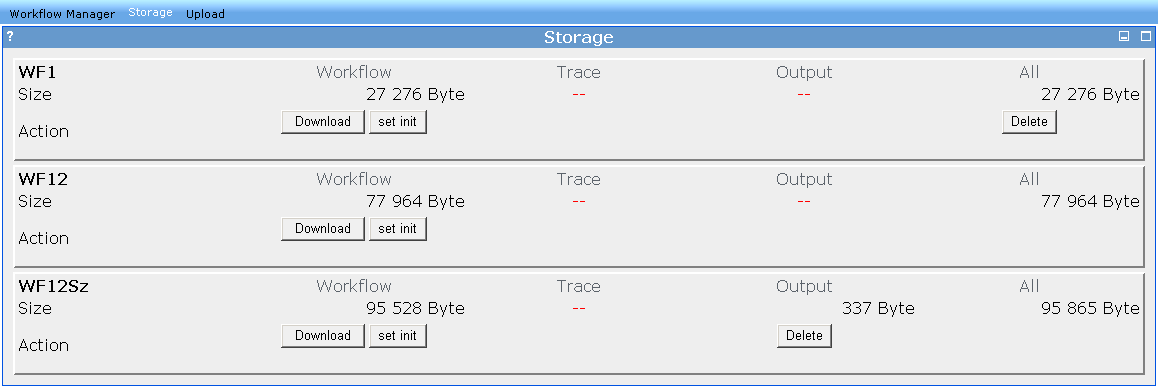 Workflow Manager Storage Upload
? Storage
WF1 Workflow Trace Output All
Size 27 276 Byte -- -- 27 276 Byte
Download set init Delete
Action
WF12 Workflow Trace Output All
Size 77 964 Byte -- -- 77 964 Byte
Download set init
Action
WF12Sz Workflow Trace Output All
Size 95 528 Byte -- 337 Byte 95 865 Byte
Download set init Delete
Action